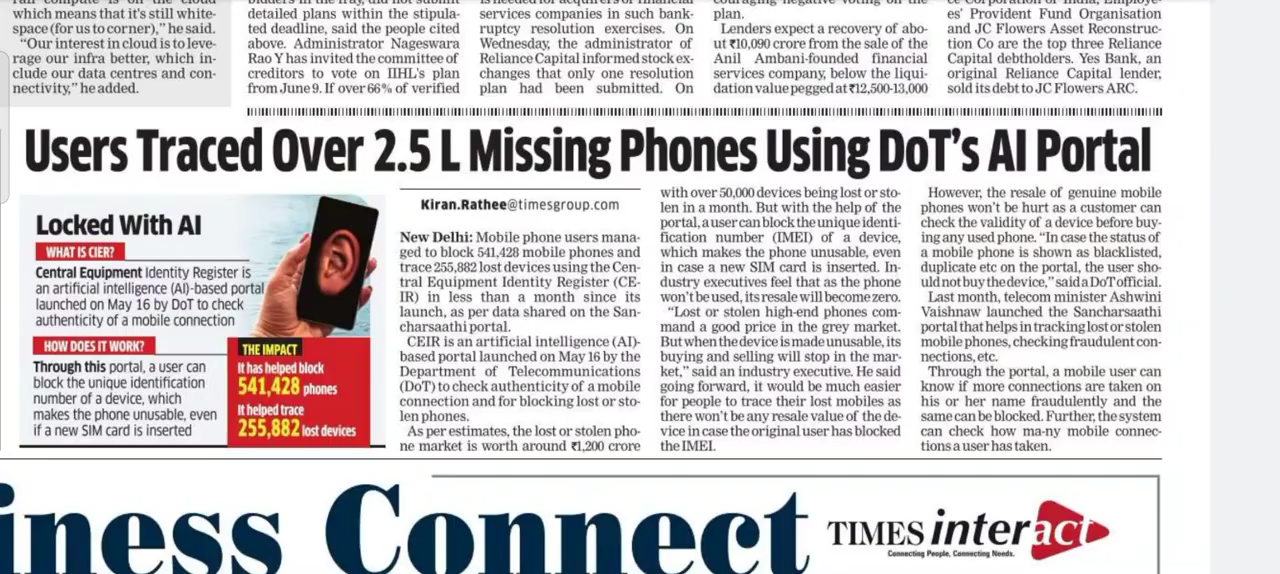 which means that it's still white-
space (for us to corner)," he said.
"Our interest in cloud is to leve-
rage our infra better, which in-
clude our data centres and con-
nectivity," he added.
detailed plans within the stipula-
ted deadline, said the people cited
above. Administrator Nageswara
Rao Y has invited the committee of
creditors to vote on IIHL's plan
from June 9. If over 66% of verified
services companies in such bank-
ruptcy resolution exercises. On
Wednesday, the administrator of
Reliance Capital informed stock ex-
changes that only one resolution
plan had been submitted. On
couraging negative voting on the
plan.
Lenders expect a recovery of abo-
ut ₹10,090 crore from the sale of the
Anil Ambani-founded financial
services company, below the liqui-
dation value pegged at ₹12,500-13,000
es' Provident Fund Organisation
and JC Flowers Asset Reconstruc-
tion Co are the top three Reliance
Capital debtholders. Yes Bank, an
original Reliance Capital lender,
sold its debt to JC Flowers ARC.
Users Traced Over 2.5 L Missing Phones Using DoT's AI Portal
Locked With AI
WHAT IS CIER?
Central Equipment Identity Register is
an artificial intelligence (AI)-based portal
launched on May 16 by DoT to check
authenticity of a mobile connection
HOW DOES IT WORK?
Through this portal, a user can
block the unique identification
number of a device, which
makes the phone unusable, even
if a new SIM card is inserted
THE IMPACT
It has helped block
541,428 phones
It helped trace
255,882 lost devices
Kiran.Rathee@timesgroup.com
New Delhi: Mobile phone users mana-
ged to block 541,428 mobile phones and
trace 255,882 lost devices using the Cen-
tral Equipment Identity Register (CE-
IR) in less than a month since its
launch, as per data shared on the San-
charsaathi portal.
CEIR is an artificial intelligence (AI)-
based portal launched on May 16 by the
Department of Telecommunications
(DoT) to check authenticity of a mobile
connection and for blocking lost or sto-
len phones.
As per estimates, the lost or stolen pho-
ne market is worth around ₹1,200 crore
with over 50,000 devices being lost or sto-
len in a month. But with the help of the
portal, a user can block the unique identi-
fication number (IMEI) of a device,
which makes the phone unusable, even
in case a new SIM card is inserted. In-
dustry executives feel that as the phone
won't be used, its resale will become zero.
"Lost or stolen high-end phones com-
mand a good price in the grey market.
But when the device is made unusable, its
buying and selling will stop in the mar-
ket," said an industry executive. He said
going forward, it would be much easier
for people to trace their lost mobiles as
there won't be any resale value of the de-
vice in case the original user has blocked
the IMEI.
However, the resale of genuine mobile
phones won't be hurt as a customer can
check the validity of a device before buy-
ing any used phone. "In case the status of
a mobile phone is shown as blacklisted,
duplicate etc on the portal, the user sho-
uld not buy the device," said a DoT official.
Last month, telecom minister Ashwini
Vaishnaw launched the Sancharsaathi
portal that helps in tracking lost or stolen
mobile phones, checking fraudulent con-
nections, etc.
Through the portal, a mobile user can
know if more connections are taken on
his or her name fraudulently and the
same can be blocked. Further, the system
can check how ma-ny mobile connec-
tions a user has taken.
iness Connect
TIMES interact
Connecting People, Connecting Needs.